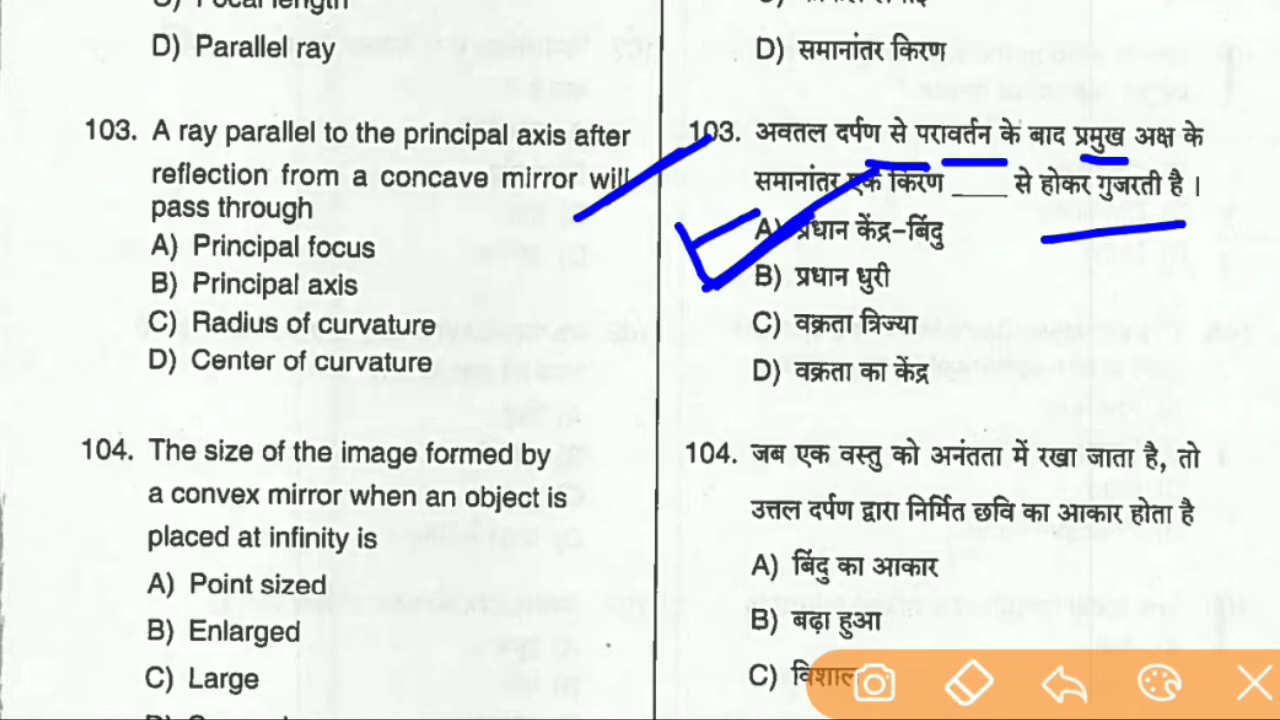 C) Focal length
D) Parallel ray
103. A ray parallel to the principal axis after
reflection from a concave mirror will
pass through
A) Principal focus
B) Principal axis
C) Radius of curvature
D) Center of curvature
104. The size of the image formed by
a convex mirror when an object is
placed at infinity is
A) Point sized
B) Enlarged
C) Large
D) समानांतर किरण
103. अवतल दर्पण से परावर्तन के बाद प्रमुख अक्ष के
समानांतर एक किरण ____ से होकर गुजरती है ।
A) प्रधान केंद्र–बिंदु
B) प्रधान धुरी
C) वक्रता त्रिज्या
D) वक्रता का केंद्र
104. जब एक वस्तु को अनंतता में रखा जाता है, तो
उत्तल दर्पण द्वारा निर्मित छवि का आकार होता है
A) बिंदु का आकार
B) बढ़ा हुआ
C) विशाल